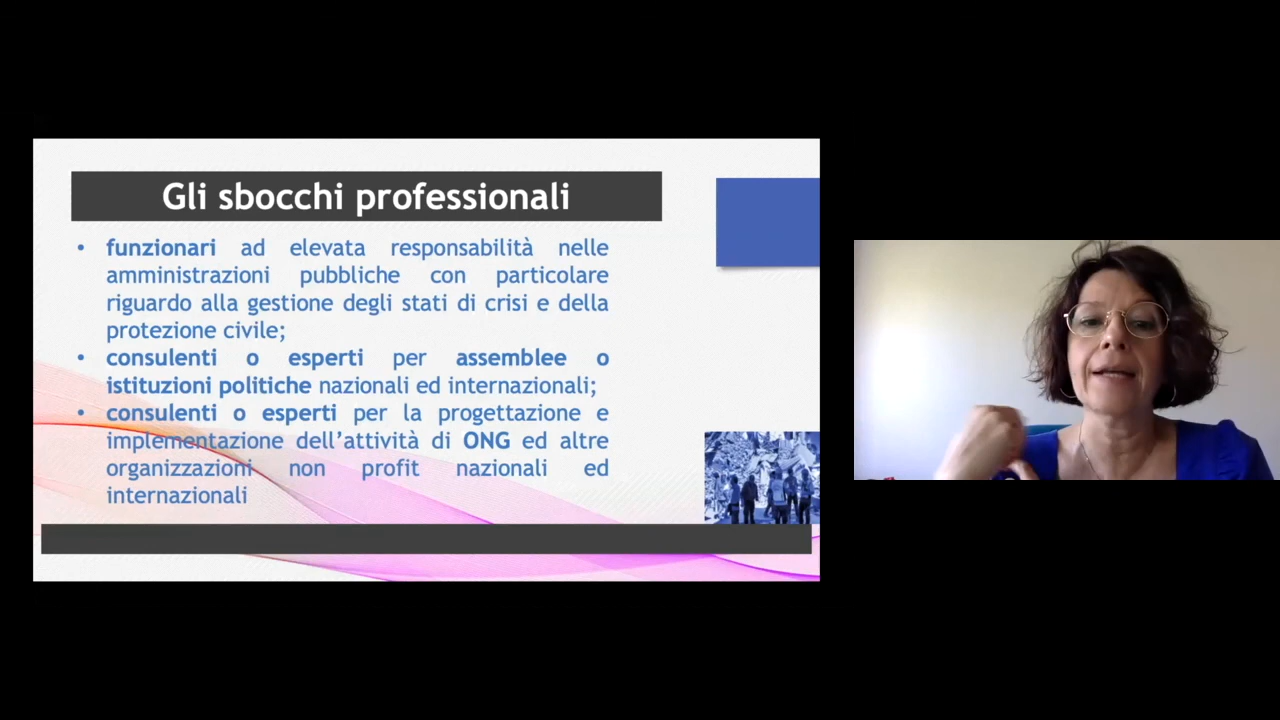 Gli sbocchi professionali
• funzionari ad elevata responsabilità nelle
amministrazioni pubbliche con particolare
riguardo alla gestione degli stati di crisi e della
protezione civile;
• consulenti o esperti per assemblee o
istituzioni politiche nazionali ed internazionali;
• consulenti o esperti per la progettazione e
implementazione dell'attività di ONG ed altre
organizzazioni non profit nazionali ed
internazionali